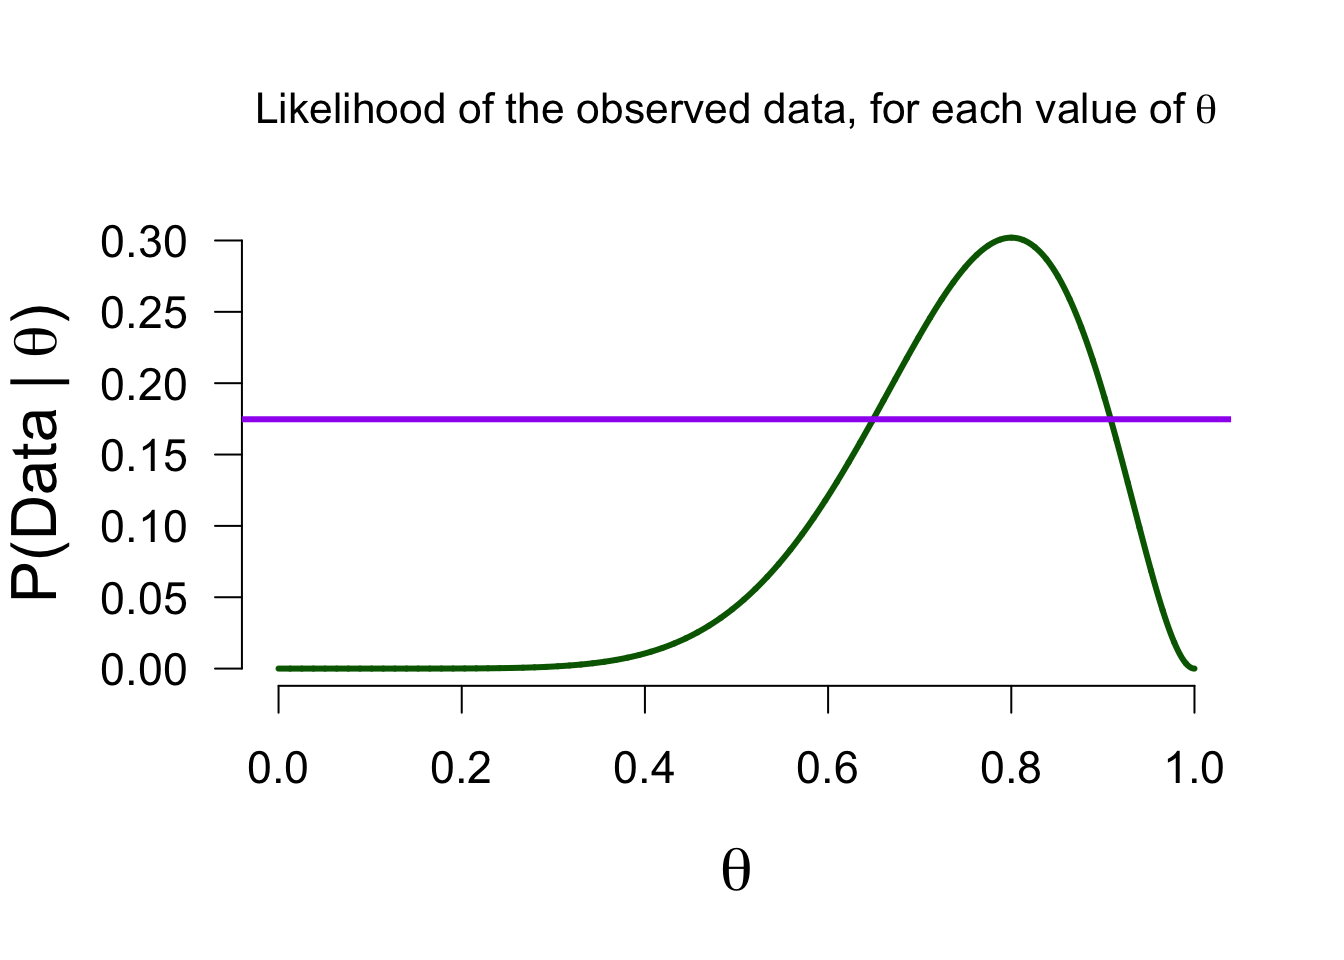 Likelihood of the observed data, for each value of θ
P(Data | θ)
0.30
0.25
0.20
0.15
0.10
0.05
0.00
0.0 0.2 0.4 0.6 0.8 1.0
θ